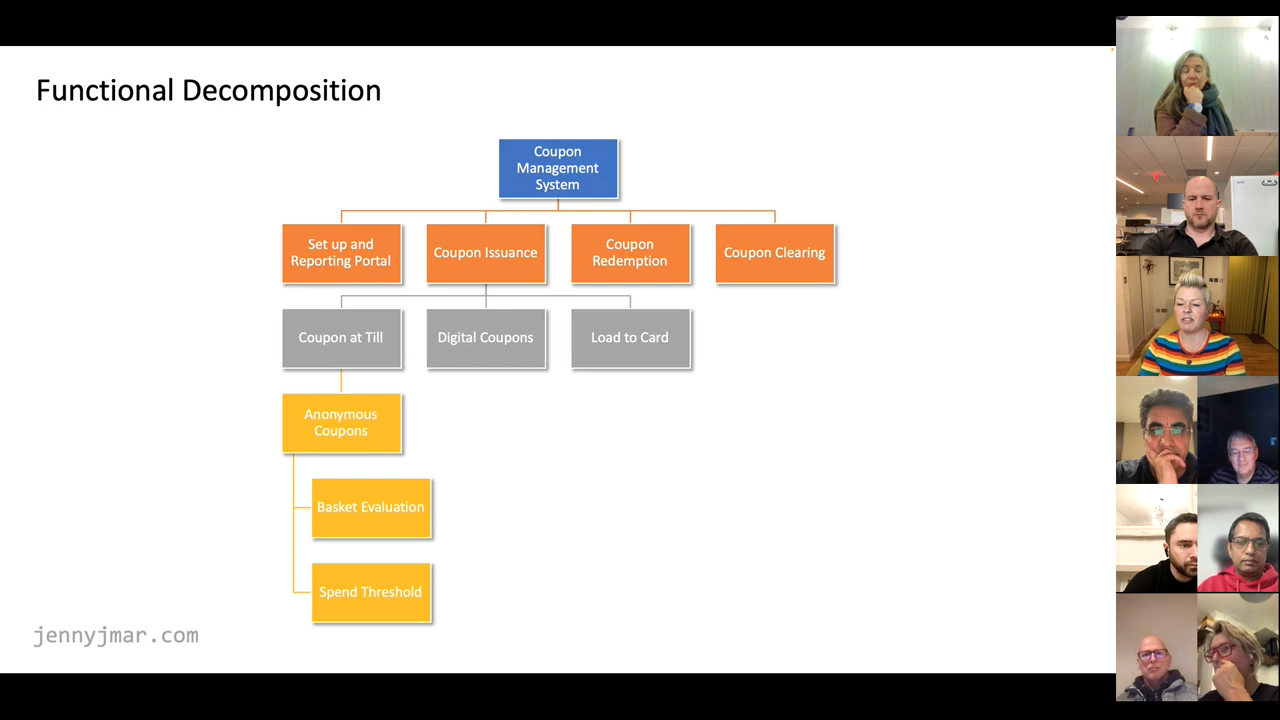 Functional Decomposition
Coupon
Management
System
Set up and
Reporting Portal
Coupon Issuance
Coupon
Redemption
Coupon Clearing
Coupon at Till
Digital Coupons
Load to Card
Anonymous
Coupons
Basket Evaluation
Spend Threshold
jennyjmar.com